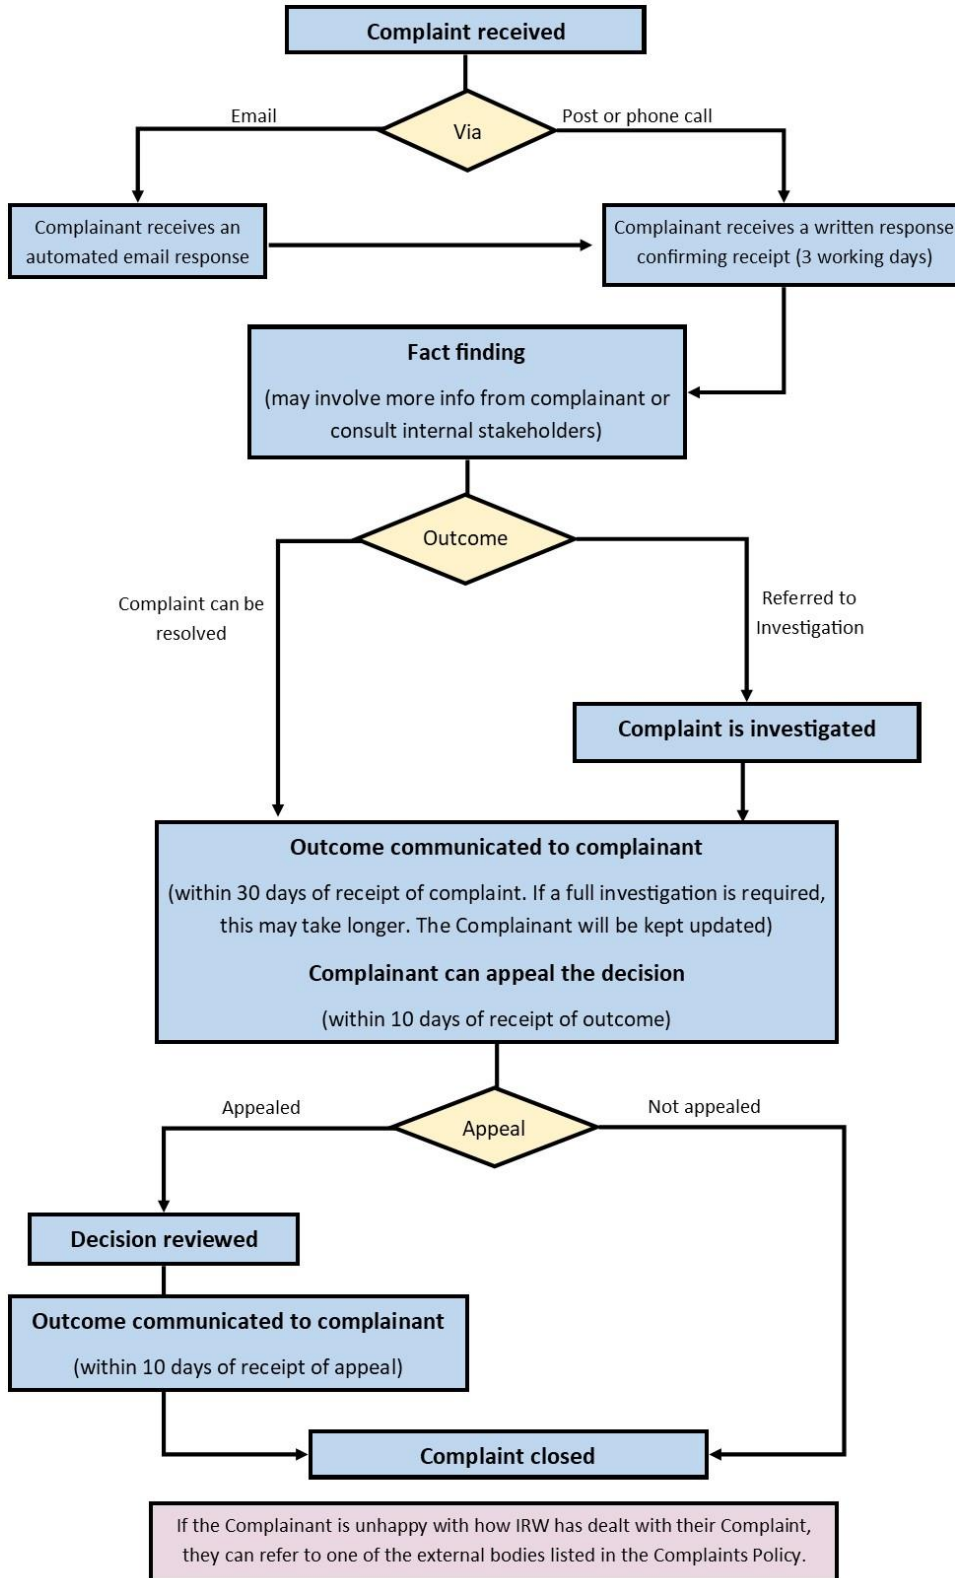 Complaint received
Email
Via
Post or phone call
Complainant receives an
automated email response
Complainant receives a written response
confirming receipt (3 working days)
Fact finding
(may involve more info from complainant or
consult internal stakeholders)
Outcome
Complaint can be
resolved
Referred to
Investigation
Complaint is investigated
Outcome communicated to complainant
(within 30 days of receipt of complaint. If a full investigation is required,
this may take longer. The Complainant will be kept updated)
Complainant can appeal the decision
(within 10 days of receipt of outcome)
Appealed
Appeal
Not appealed
Decision reviewed
Outcome communicated to complainant
(within 10 days of receipt of appeal)
Complaint closed
If the Complainant is unhappy with how IRW has dealt with their Complaint,
they can refer to one of the external bodies listed in the Complaints Policy.